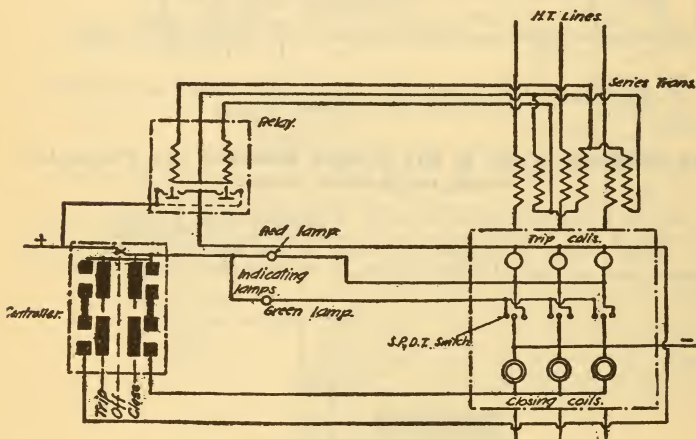 H.T. Lines.
Series Trans.
Relay.
Red lamp.
Trip coils.
+
Indicating
lamps.
Green lamp.
Controller.
S.P.D.T. Switch.
-
Trip
Off
Close
Closing coils.